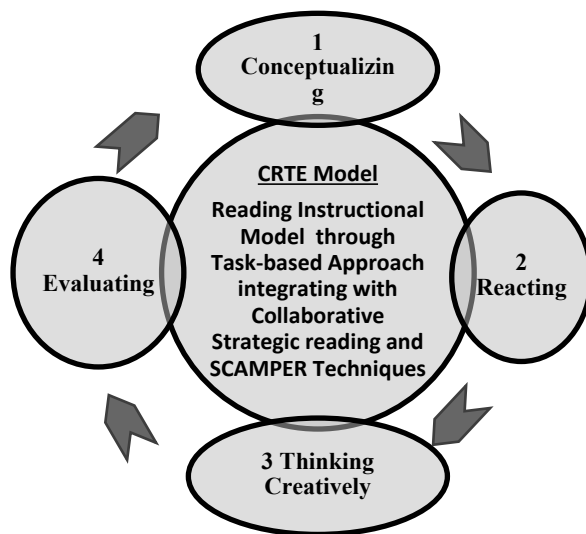 1
Conceptualizin
g
CRTE Model
Reading Instructional
Model through
Task-based Approach
integrating with
Collaborative
Strategic reading and
SCAMPER Techniques
2
Reacting
3 Thinking
Creatively
4
Evaluating